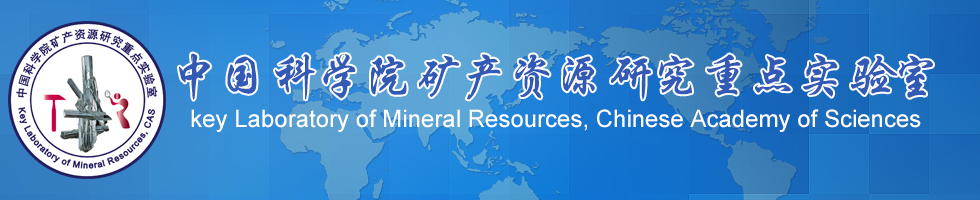 中国科学院矿产资源研究重点实验室
Key Laboratory of Mineral Resources, CAS
中国科学院矿产资源研究重点实验室
key Laboratory of Mineral Resources, Chinese Academy of Sciences